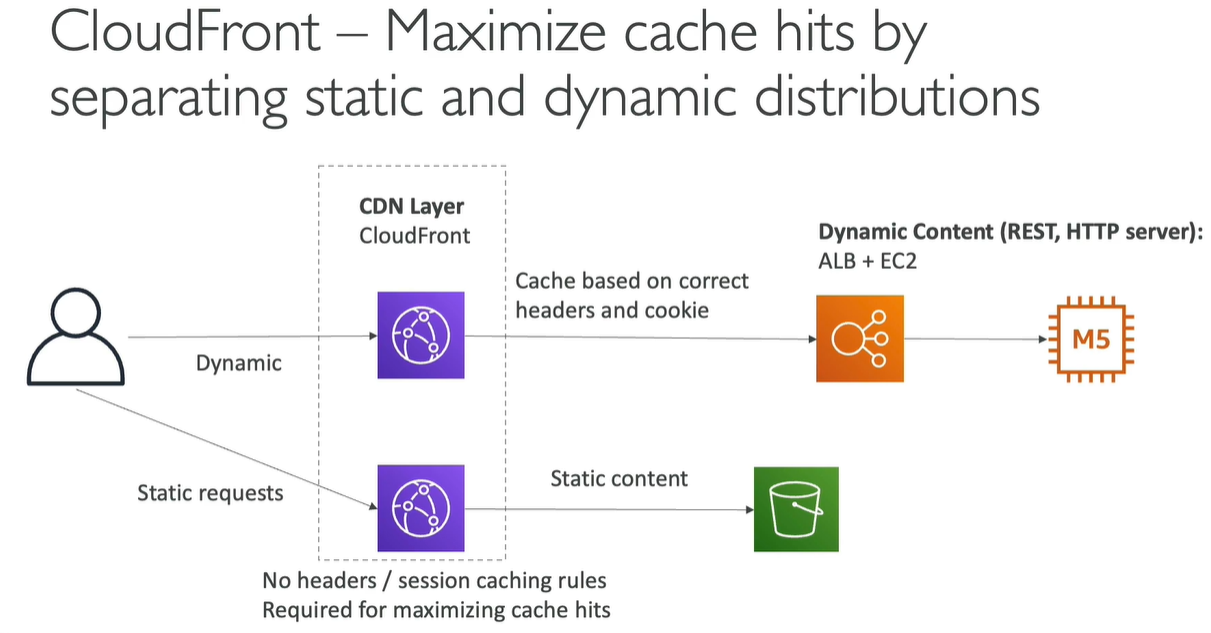 CloudFront – Maximize cache hits by
separating static and dynamic distributions
CDN Layer
CloudFront
Dynamic Content (REST, HTTP server):
ALB + EC2
Cache based on correct
headers and cookie
M5
Dynamic
Static content
Static requests
No headers / session caching rules
Required for maximizing cache hits